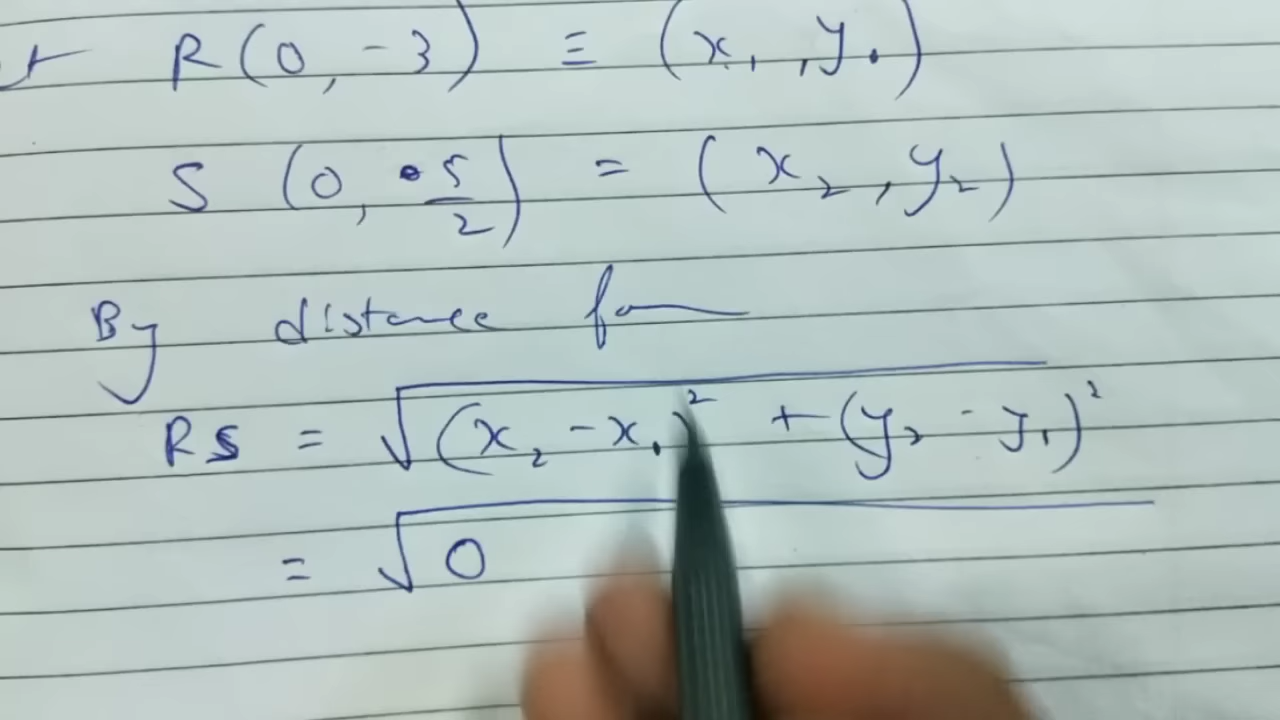 R(0, -3) ≡ (x₁, y₁)
S (0, 5/2) = (x₂, y₂)
By distance for
RS = √((x₂ - x₁)² + (y₂ - y₁)²)
= √0